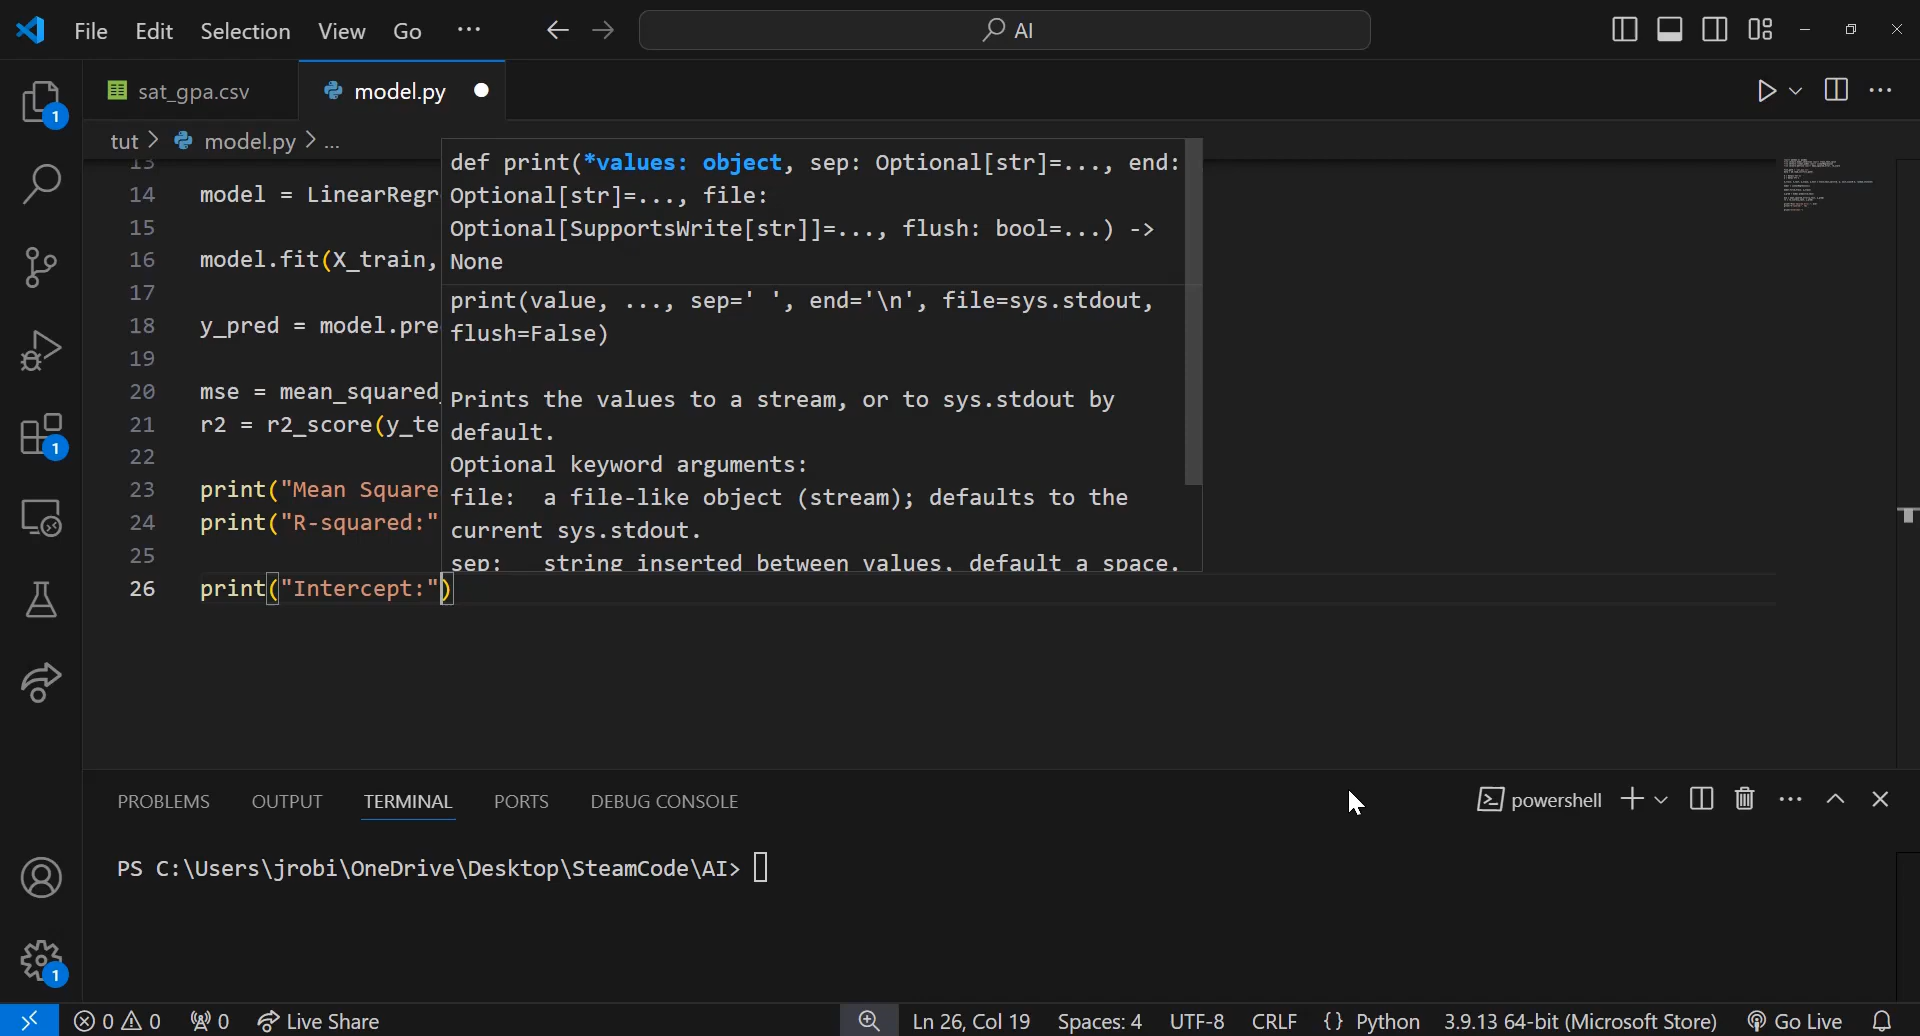 File Edit Selection View Go ... AI
sat_gpa.csv model.py
tut > model.py > ...
13
14 model = LinearRegr
15
16 model.fit(X_train,
17
18 y_pred = model.pre
19
20 mse = mean_squared_
21 r2 = r2_score(y_te
22
23 print("Mean Square
24 print("R-squared:"
25
26 print("Intercept:")
def print(*values: object, sep: Optional[str]=..., end:
Optional[str]=..., file:
Optional[SupportsWrite[str]]=..., flush: bool=...) ->
None
print(value, ..., sep=' ', end='\n', file=sys.stdout,
flush=False)
Prints the values to a stream, or to sys.stdout by
default.
Optional keyword arguments:
file: a file-like object (stream); defaults to the
current sys.stdout.
sep: string inserted between values, default a space.
1
1
1
PROBLEMS OUTPUT TERMINAL PORTS DEBUG CONSOLE powershell
PS C:\Users\jrobi\OneDrive\Desktop\SteamCode\AI>
0 0 0 Live Share Ln 26, Col 19 Spaces: 4 UTF-8 CRLF {} Python 3.9.13 64-bit (Microsoft Store) Go Live